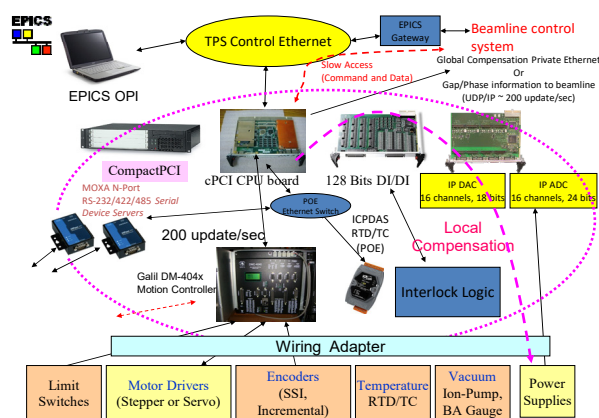 EPICS
TPS Control Ethernet
EPICS
Gateway
Beamline control
system
Slow Access
(Command and Data)
Global Compensation Private Ethernet
Or
Gap/Phase information to beamline
(UDP/IP ~ 200 update/sec)
EPICS OPI
CompactPCI
cPCI CPU board
128 Bits DI/DI
IP DAC
16 channels, 18 bits
IP ADC
16 channels, 24 bits
MOXA N-Port
RS-232/422/485 Serial
Device Servers
POE
Ethernet Switch
200 update/sec
ICPDAS
RTD/TC
(POE)
Local
Compensation
Galil DM-404x
Motion Controller
Interlock Logic
Wiring Adapter
Limit
Switches
Motor Drivers
(Stepper or Servo)
Encoders
(SSI,
Incremental)
Temperature
RTD/TC
Vacuum
Ion-Pump,
BA Gauge
Power
Supplies